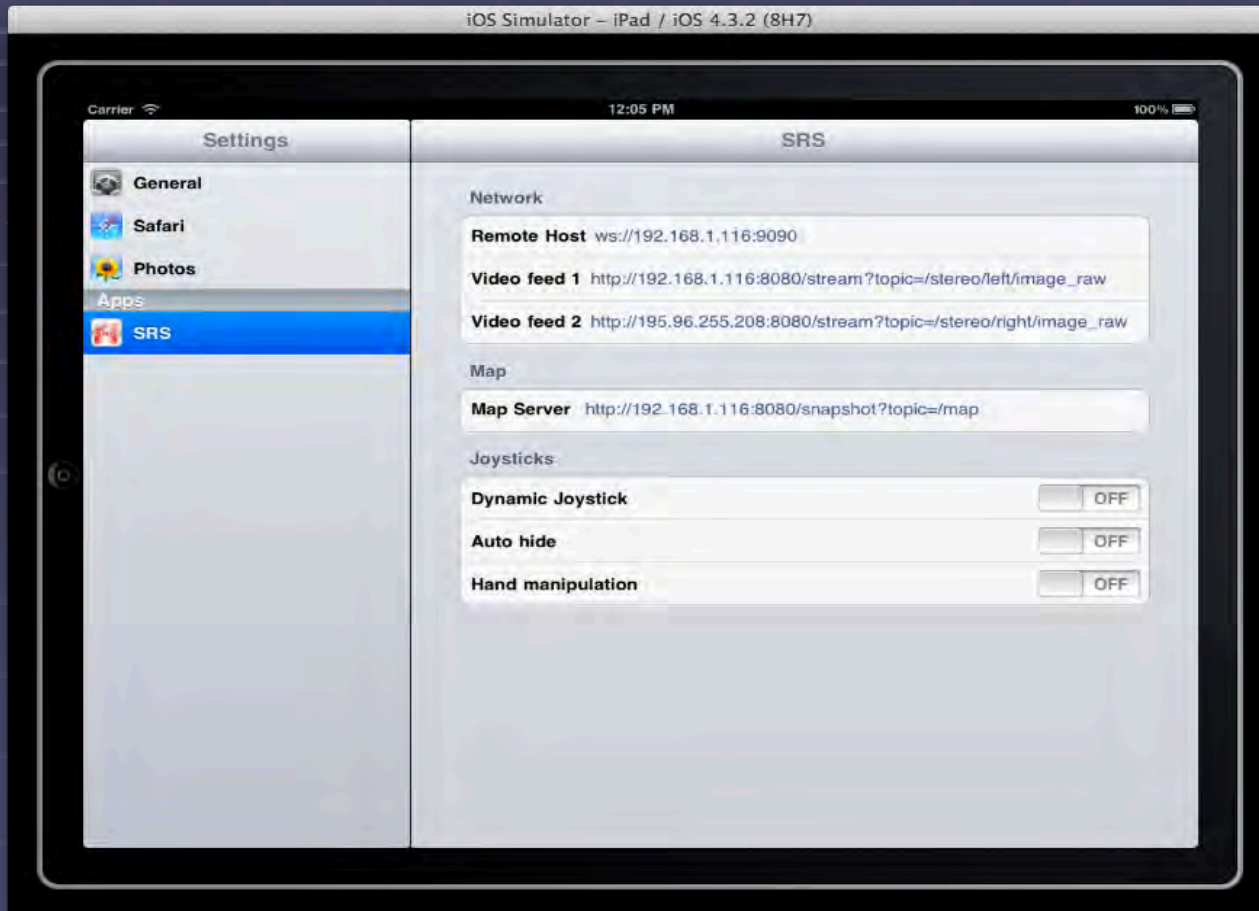 iOS Simulator – iPad / iOS 4.3.2 (8H7)
Carrier 12:05 PM 100%
Settings
SRS
General
Safari
Photos
Apps
SRS
Network
Remote Host ws://192.168.1.116:9090
Video feed 1 http://192.168.1.116:8080/stream?topic=/stereo/left/image_raw
Video feed 2 http://195.96.255.208:8080/stream?topic=/stereo/right/image_raw
Map
Map Server http://192.168.1.116:8080/snapshot?topic=/map
Joysticks
Dynamic Joystick OFF
Auto hide OFF
Hand manipulation OFF